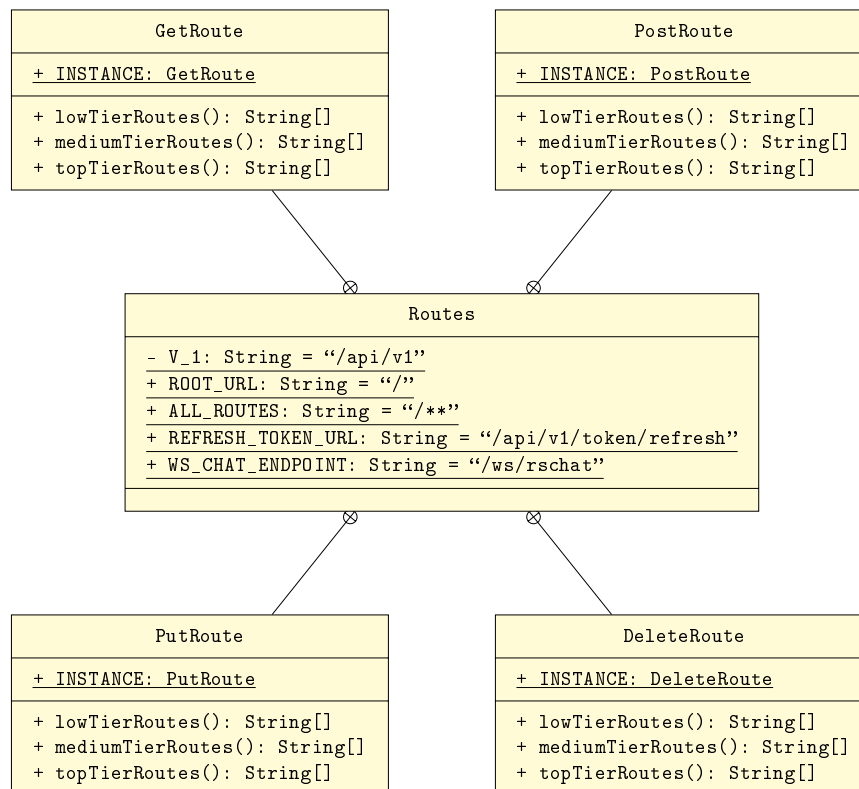 GetRoute
+ INSTANCE: GetRoute
+ lowTierRoutes(): String[]
+ mediumTierRoutes(): String[]
+ topTierRoutes(): String[]
PostRoute
+ INSTANCE: PostRoute
+ lowTierRoutes(): String[]
+ mediumTierRoutes(): String[]
+ topTierRoutes(): String[]
Routes
- V_1: String = “/api/v1”
+ ROOT_URL: String = “/”
+ ALL_ROUTES: String = “/**”
+ REFRESH_TOKEN_URL: String = “/api/v1/token/refresh”
+ WS_CHAT_ENDPOINT: String = “/ws/rschat”
PutRoute
+ INSTANCE: PutRoute
+ lowTierRoutes(): String[]
+ mediumTierRoutes(): String[]
+ topTierRoutes(): String[]
DeleteRoute
+ INSTANCE: DeleteRoute
+ lowTierRoutes(): String[]
+ mediumTierRoutes(): String[]
+ topTierRoutes(): String[]